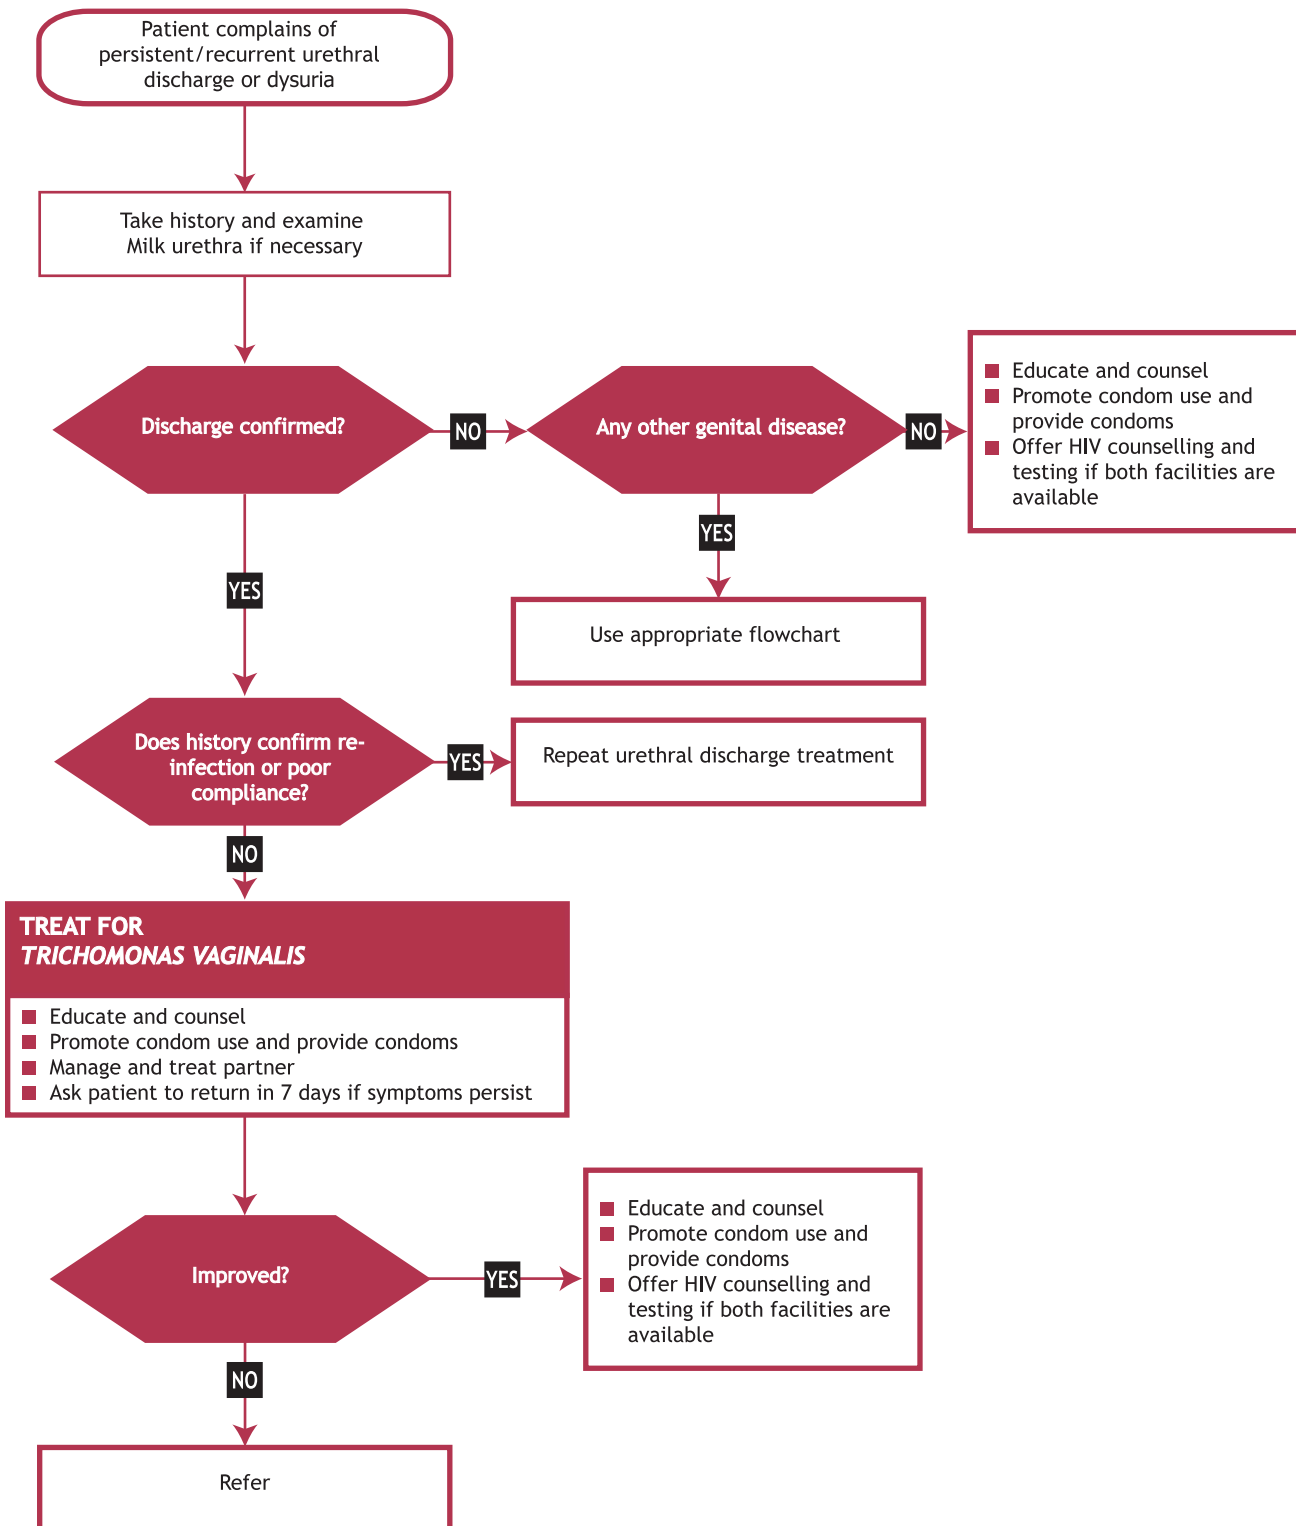 Patient complains of
persistent/recurrent urethral
discharge or dysuria
Take history and examine
Milk urethra if necessary
Discharge confirmed?
NO
Any other genital disease?
NO
Educate and counsel
Promote condom use and
provide condoms
Offer HIV counselling and
testing if both facilities are
available
YES
Use appropriate flowchart
YES
Does history confirm re-
infection or poor
compliance?
YES
Repeat urethral discharge treatment
NO
TREAT FOR
TRICHOMONAS VAGINALIS
Educate and counsel
Promote condom use and provide condoms
Manage and treat partner
Ask patient to return in 7 days if symptoms persist
Improved?
YES
Educate and counsel
Promote condom use and
provide condoms
Offer HIV counselling and
testing if both facilities are
available
NO
Refer